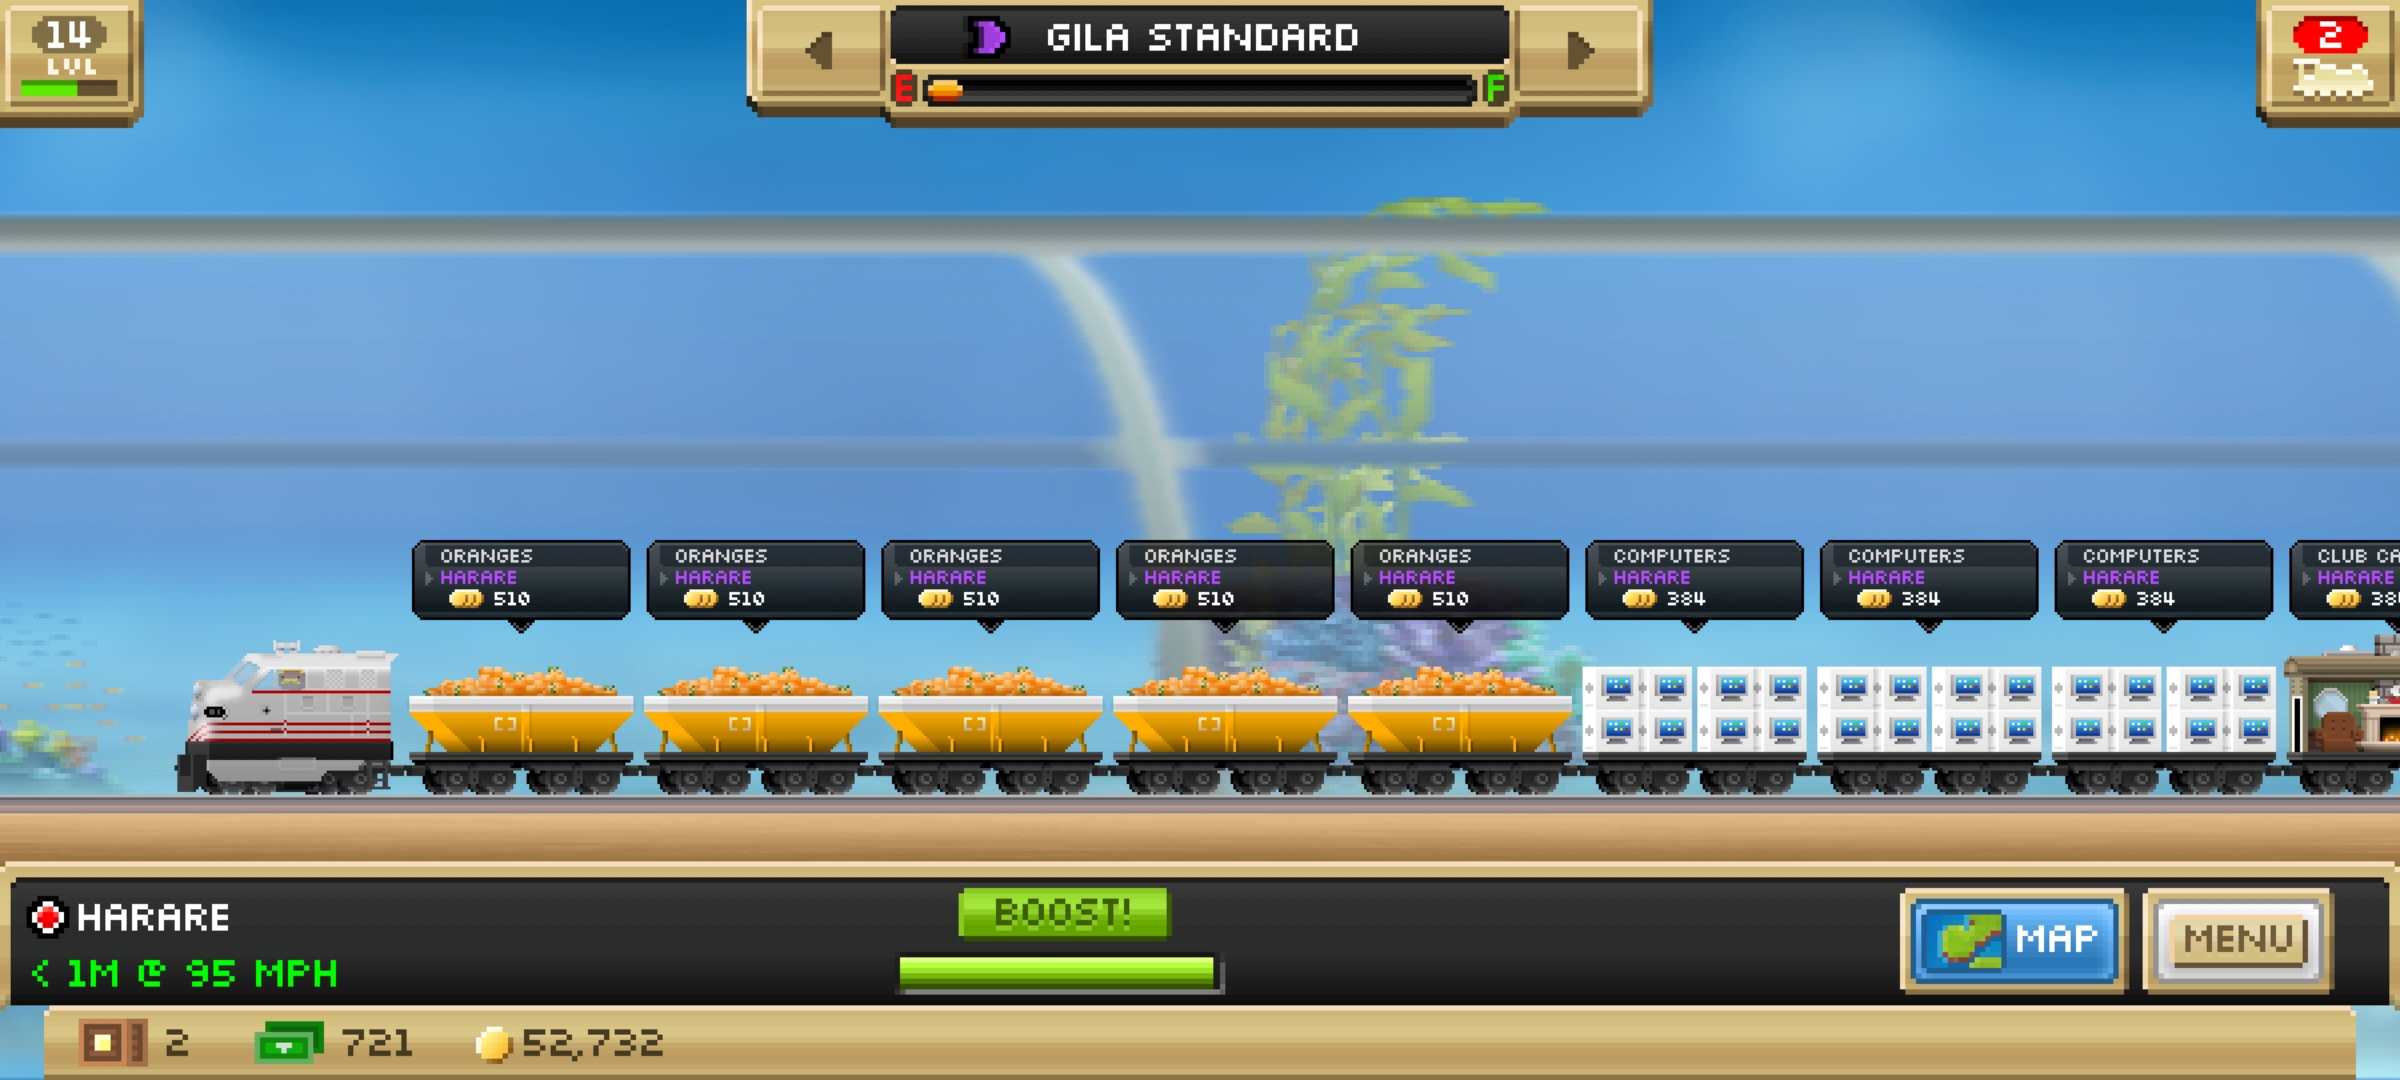 14
LVL
GILA STANDARD
E
F
2
ORANGES
HARARE
510
ORANGES
HARARE
510
ORANGES
HARARE
510
ORANGES
HARARE
510
ORANGES
HARARE
510
COMPUTERS
HARARE
384
COMPUTERS
HARARE
384
COMPUTERS
HARARE
384
CLUB
HARARE
HARARE
BOOST!
< 1M @ 95 MPH
MAP
MENU
2
721
52,732